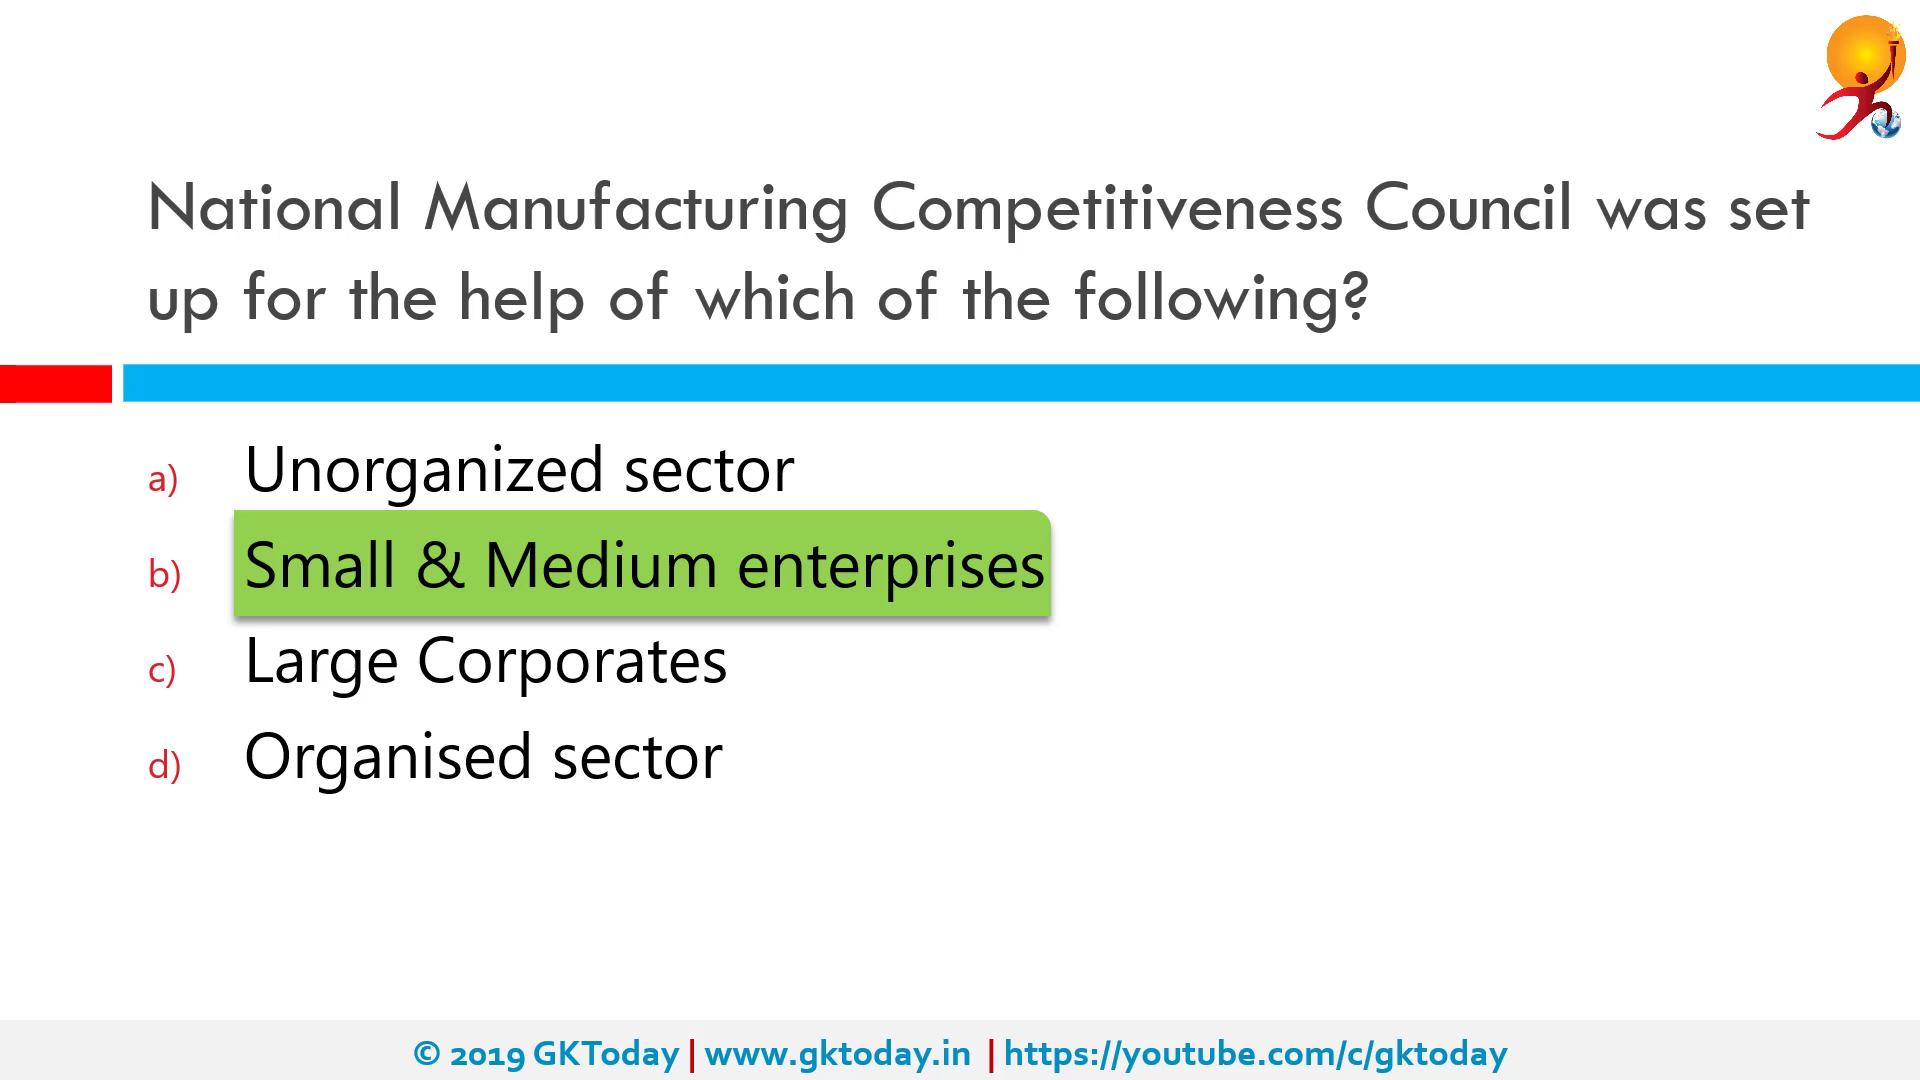 National Manufacturing Competitiveness Council was set
up for the help of which of the following?
a) Unorganized sector
b) Small & Medium enterprises
c) Large Corporates
d) Organised sector
© 2019 GKToday | www.gktoday.in | https://youtube.com/c/gktoday